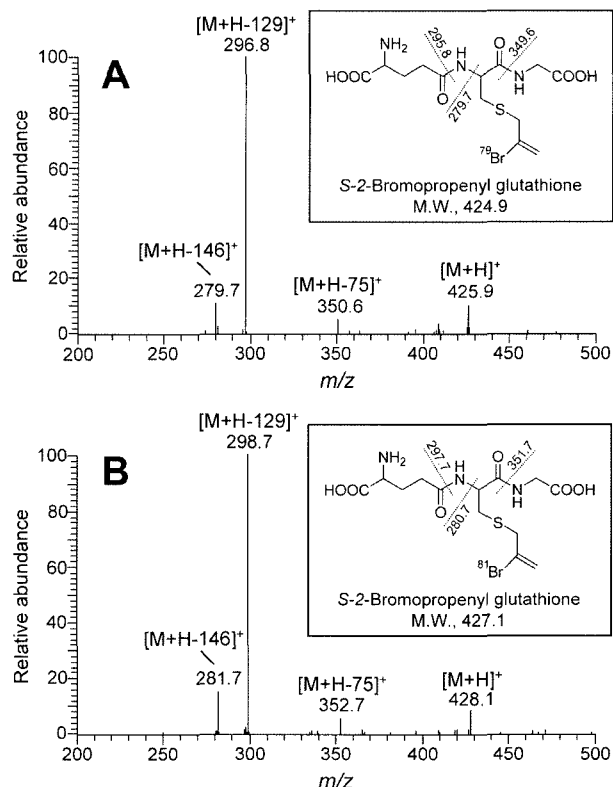 A
[M+H-129]⁺
296.8
Relative abundance
100
80
60
40
20
0
[M+H-146]⁺
279.7
[M+H-75]⁺
350.6
[M+H]⁺
425.9
200 250 300 350 400 450 500
m/z
NH₂
HOOC
O
295.8
H
N
279.7
O
349.6
N
H
COOH
S
⁷⁹Br
S-2-Bromopropenyl glutathione
M.W., 424.9
B
[M+H-129]⁺
298.7
Relative abundance
100
80
60
40
20
0
[M+H-146]⁺
281.7
[M+H-75]⁺
352.7
[M+H]⁺
428.1
200 250 300 350 400 450 500
m/z
NH₂
HOOC
O
297.7
H
N
280.7
O
351.7
N
H
COOH
S
⁸¹Br
S-2-Bromopropenyl glutathione
M.W., 427.1